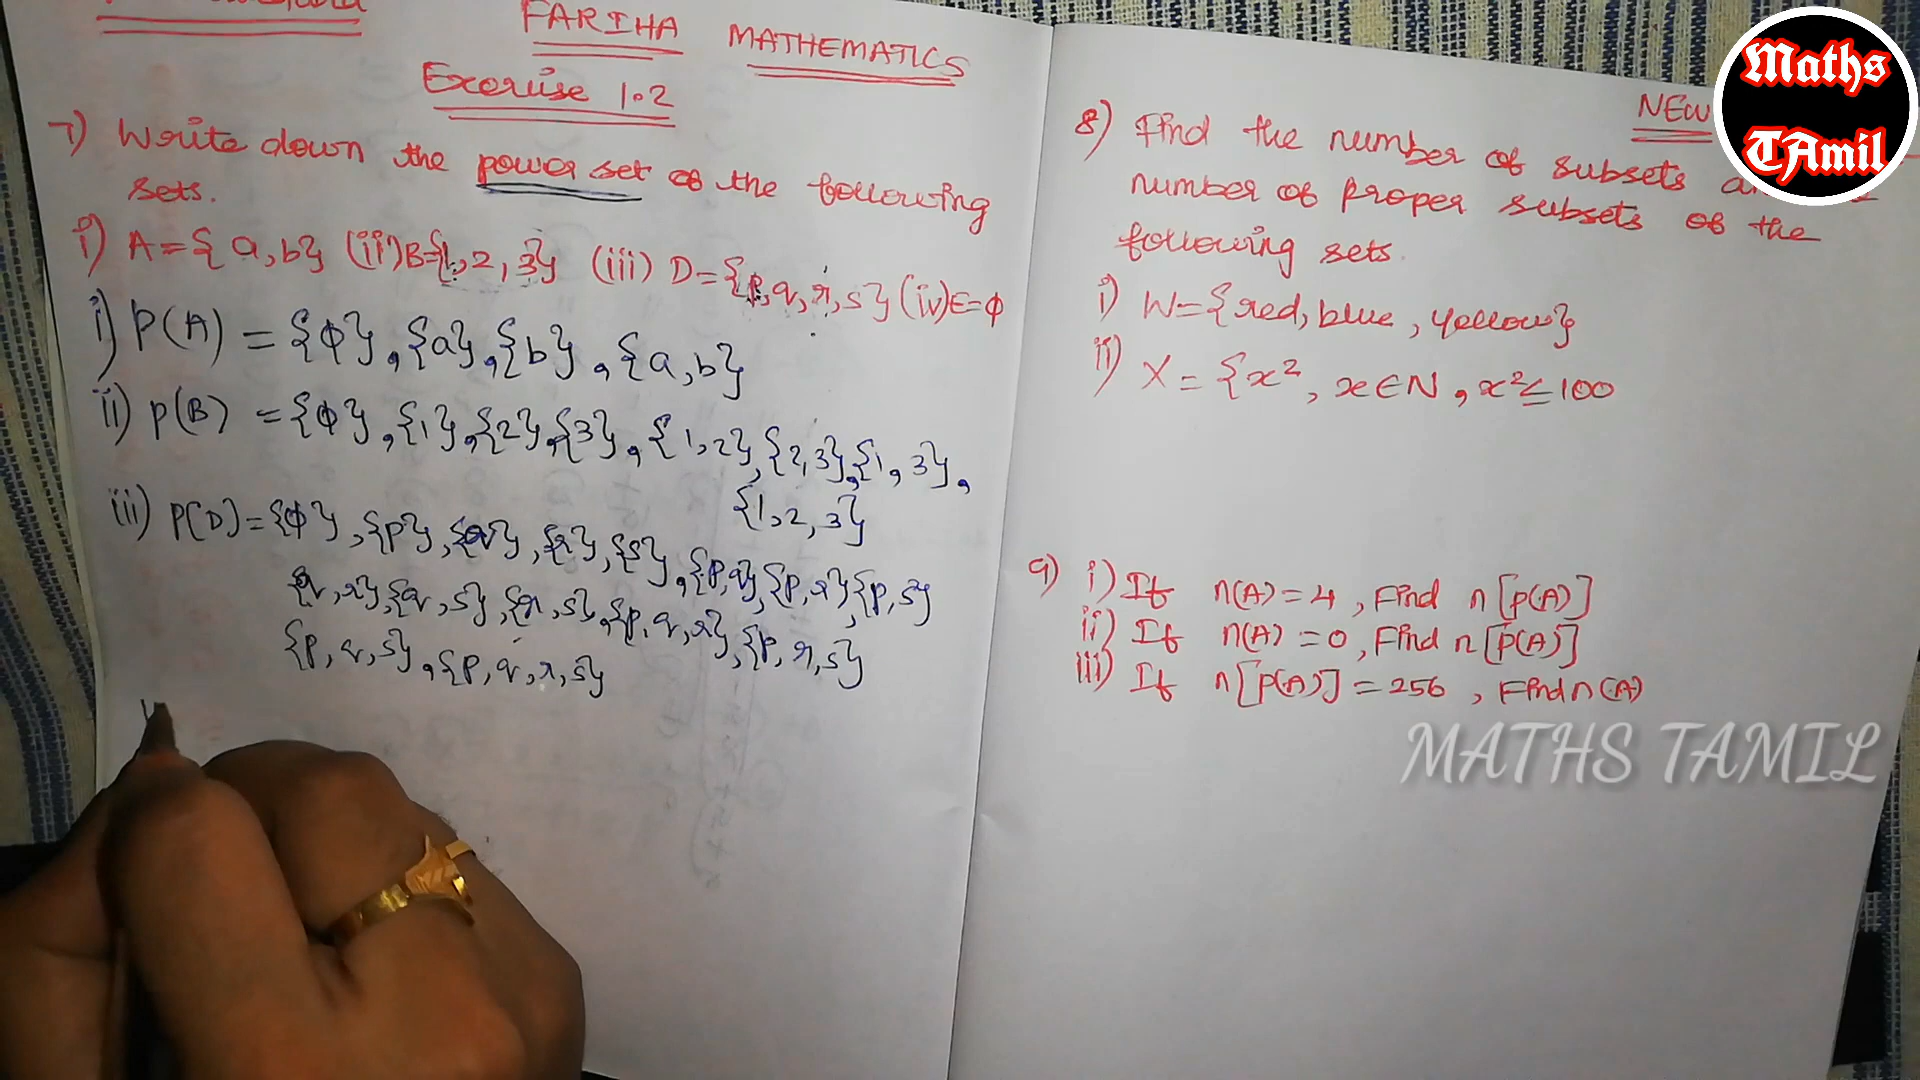 FARIHA MATHEMATICS
Exercise 1.2
7) Write down the power set of the following
sets.
i) A={a,b} (ii)B={1,2,3} (iii) D={p,q,r,s} (iv)E=ϕ
i) P(A) = {ϕ},{a},{b},{a,b}
ii) P(B) = {ϕ},{1},{2},{3},{1,2},{2,3},{1,3},
{1,2,3}
iii) P(D)={ϕ},{p},{q},{r},{s},{p,q},{p,r},{p,s}
{q,r},{q,s},{r,s},{p,q,r},{p,r,s}
{p,q,s},{p,q,r,s}
NEW
8) Find the number of subsets
number of proper subsets of the
following sets.
i) W={red,blue,yellow}
ii) X={x², x∈N, x²≤100
9) i) If n(A)=4, Find n[P(A)]
ii) If n(A)=0, Find n[P(A)]
iii) If n[P(A)]=256, Find n(A)
Maths
TAmil
MATHS TAMIL